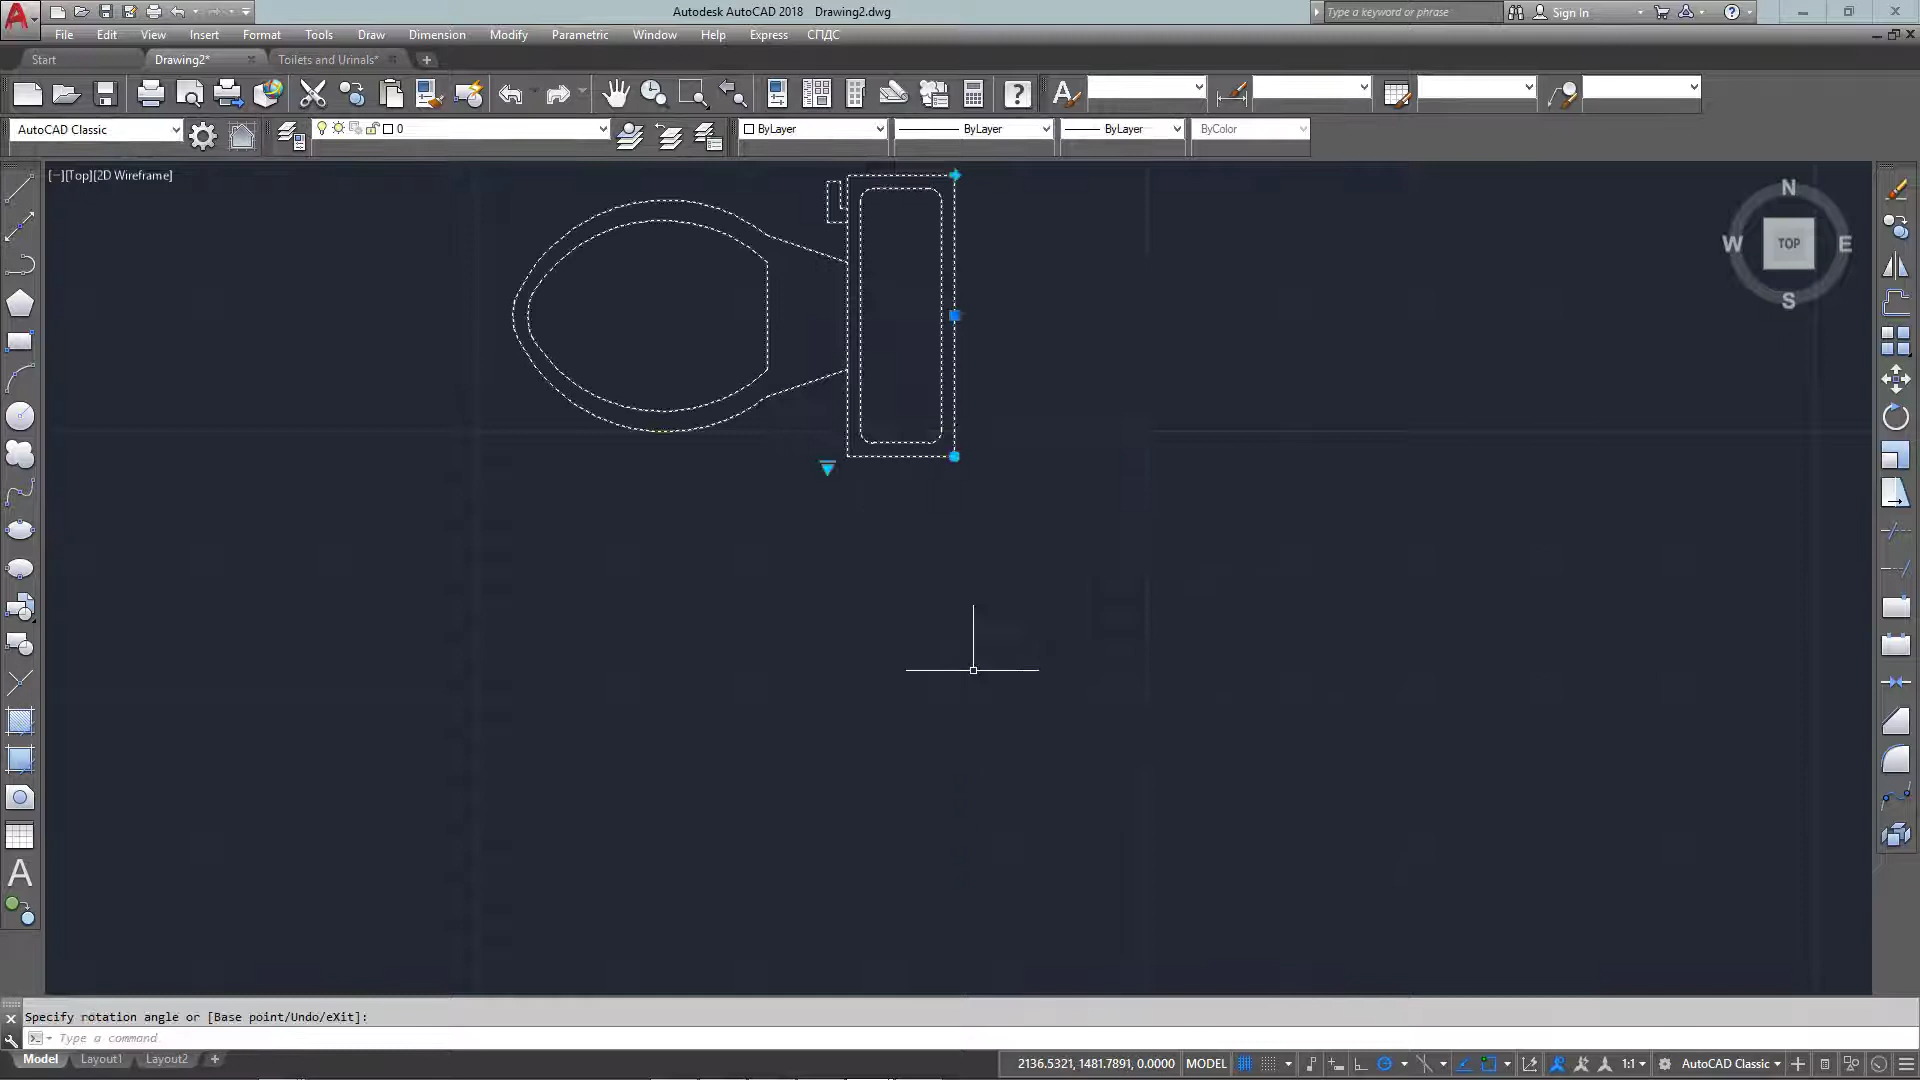 Autodesk AutoCAD 2018 Drawing2.dwg
Type a keyword or phrase
Sign In
File Edit View Insert Format Tools Draw Dimension Modify Parametric Window Help Express СПДС
Start Drawing2* Toilets and Urinals*
AutoCAD Classic
0
ByLayer ByLayer ByLayer ByColor
[−][Top][2D Wireframe]
N
W TOP E
S
A
Specify rotation angle or [Base point/Undo/eXit]:
Type a command
Model Layout1 Layout2
2136.5321, 1481.7891, 0.0000 MODEL 1:1 AutoCAD Classic